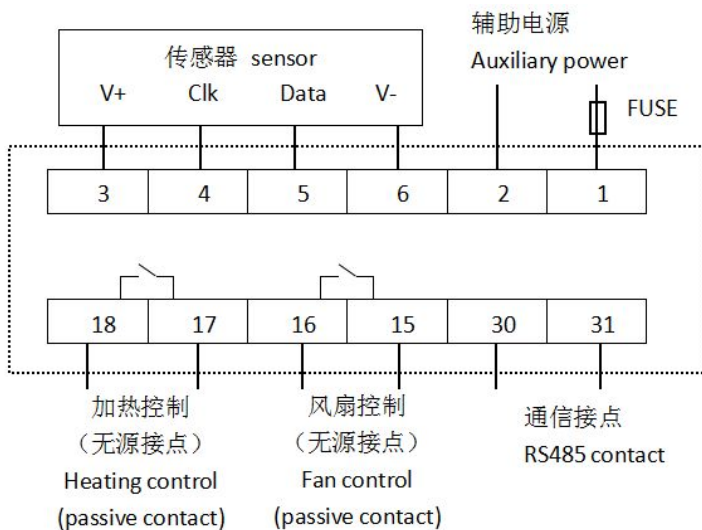 传感器 sensor
V+ Clk Data V-
辅助电源
Auxiliary power
FUSE
3 4 5 6 2 1
18 17 16 15 30 31
加热控制
（无源接点）
Heating control
(passive contact)
风扇控制
（无源接点）
Fan control
(passive contact)
通信接点
RS485 contact